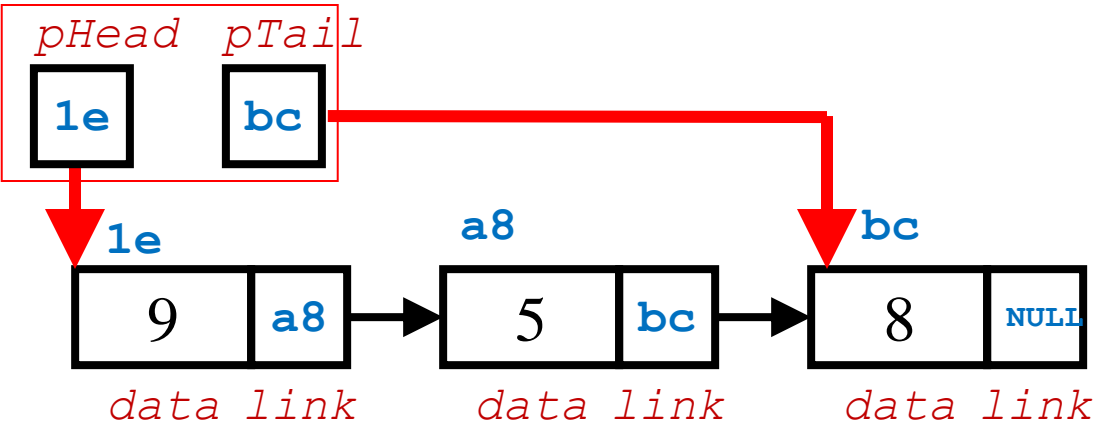 pHead pTail
1e bc
1e a8 bc
9 a8 5 bc 8 NULL
data link data link data link